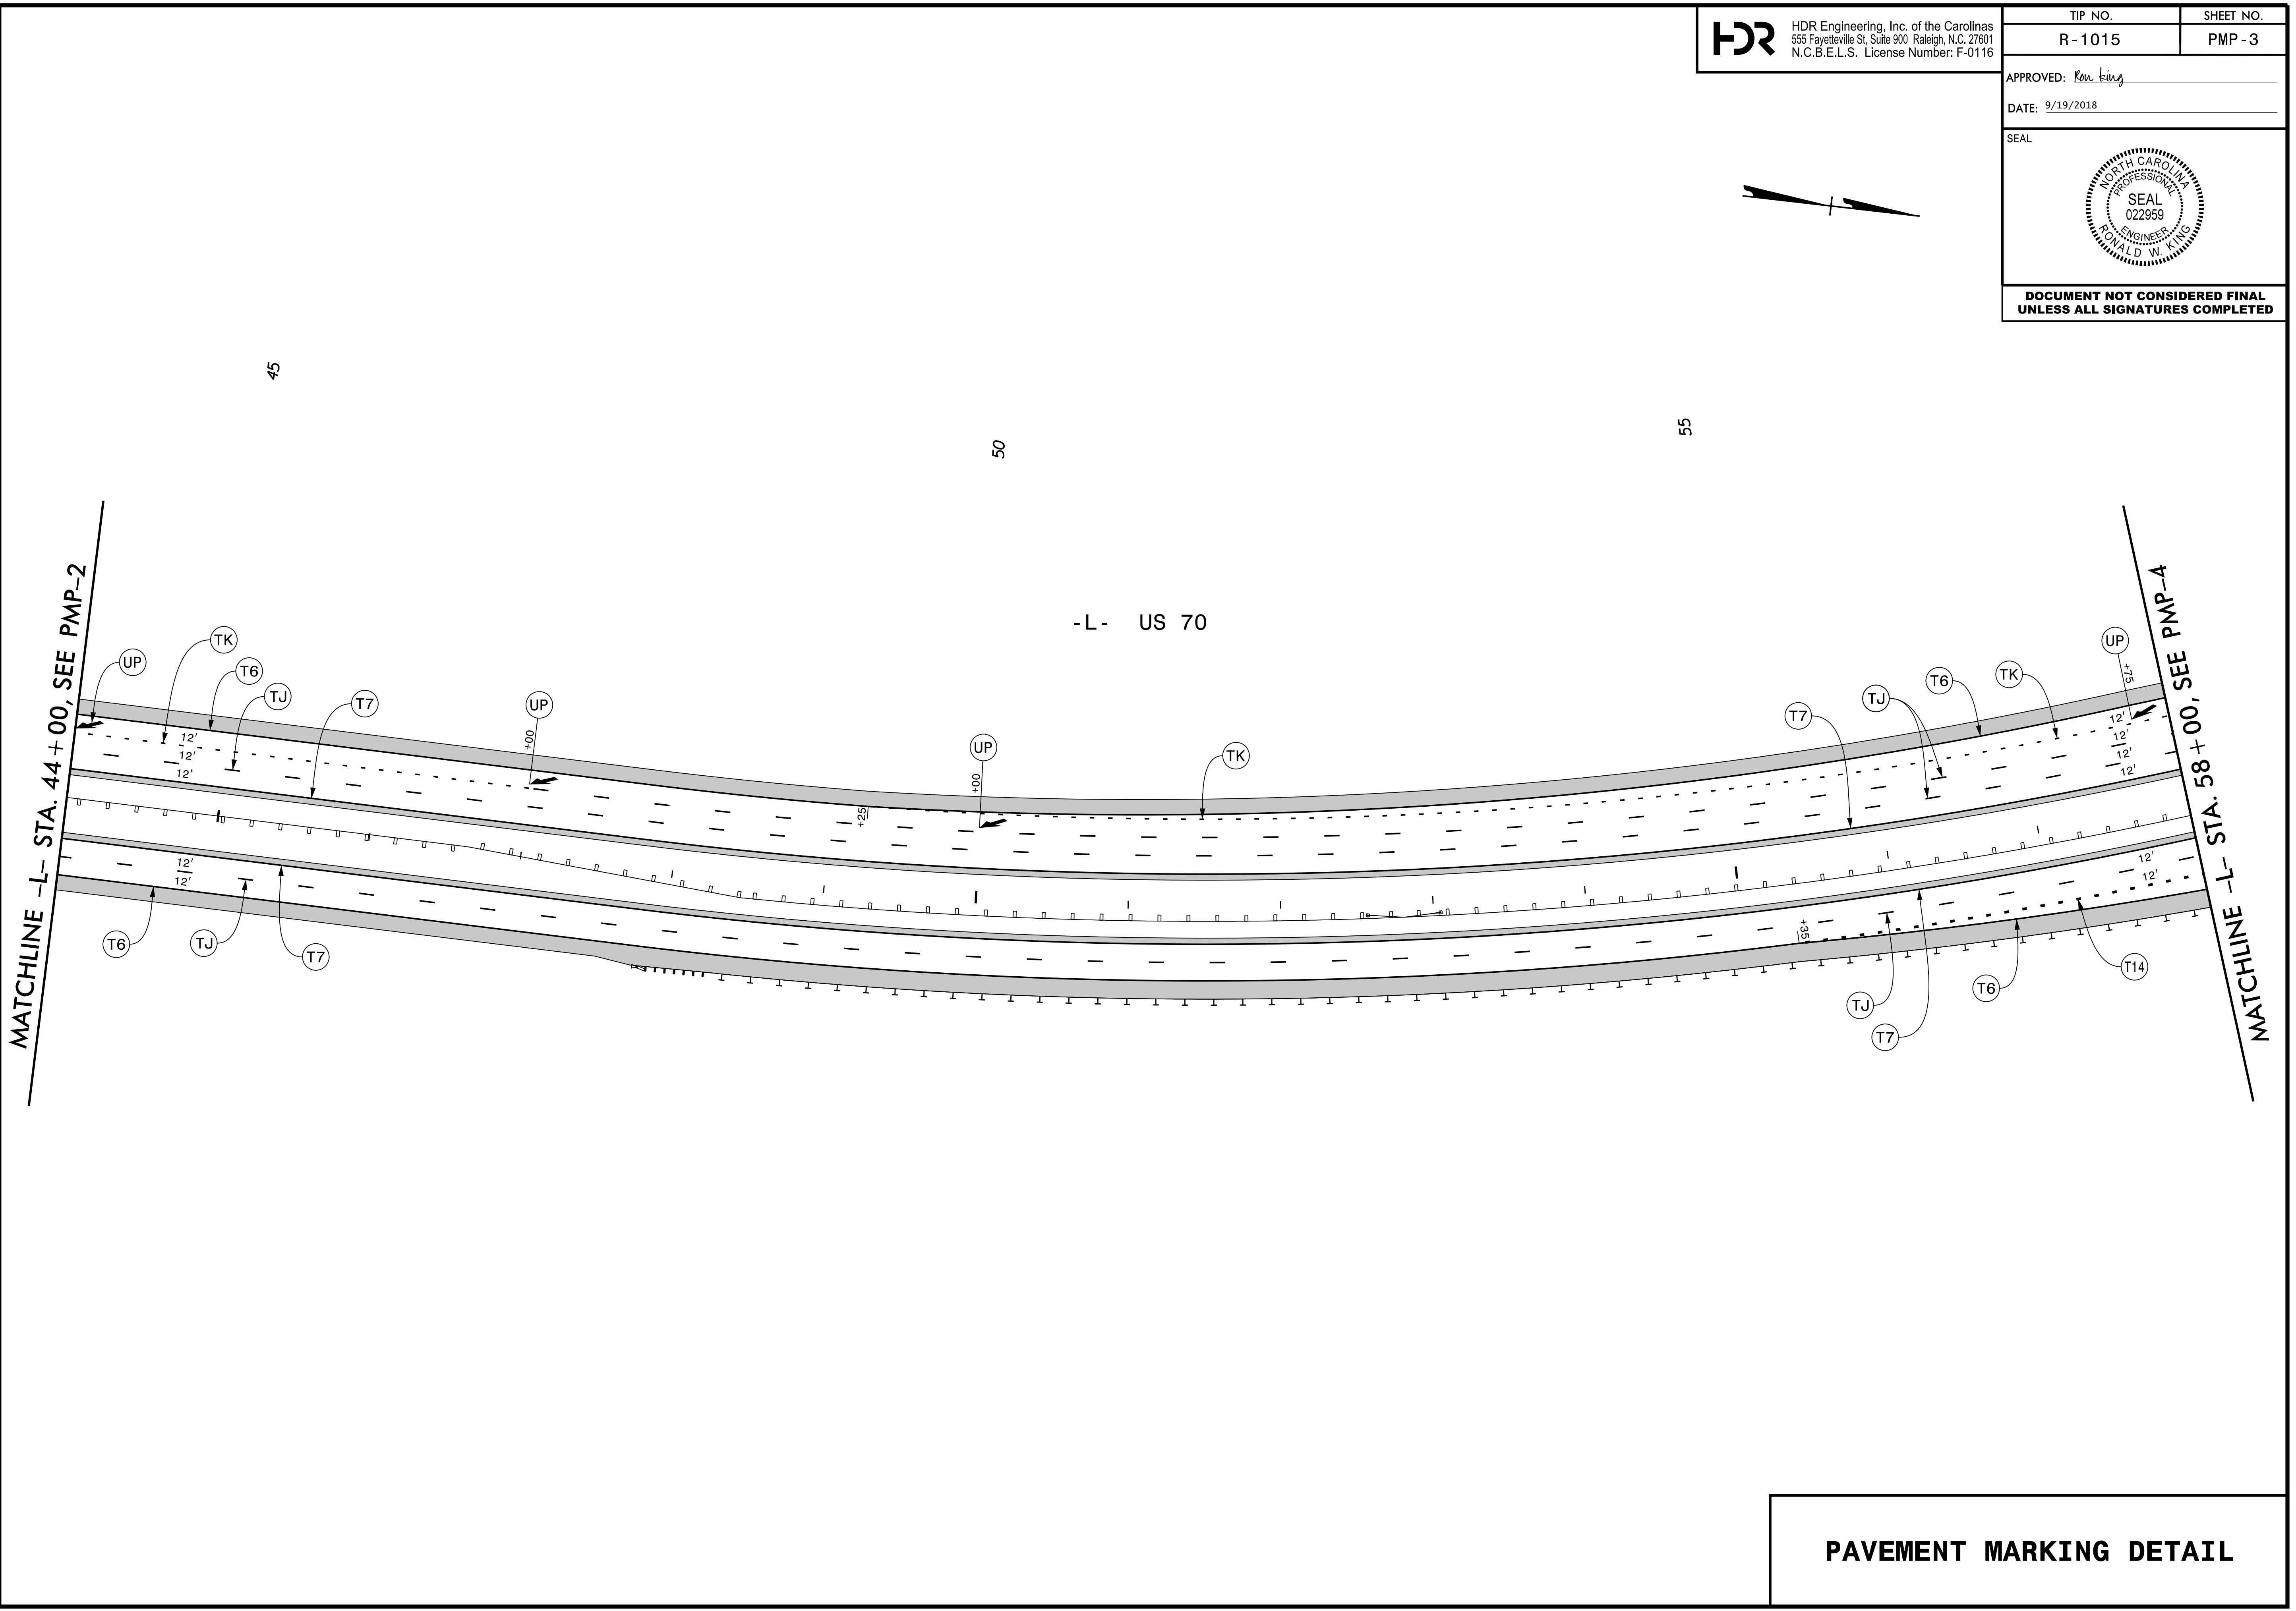 HDR
HDR Engineering, Inc. of the Carolinas
555 Fayetteville St, Suite 900 Raleigh, N.C. 27601
N.C.B.E.L.S. License Number: F-0116
TIP NO.
SHEET NO.
R-1015
PMP-3
APPROVED: Ron King
DATE: 9/19/2018
SEAL
NORTH CAROLINA
PROFESSIONAL
SEAL
022959
ENGINEER
RONALD W. KING
DOCUMENT NOT CONSIDERED FINAL
UNLESS ALL SIGNATURES COMPLETED
45
50
55
-L- US 70
MATCHLINE -L- STA. 44+00, SEE PMP-2
UP
TK
T6
TJ
T7
UP
+00
UP
+00
+25
TK
T7
TJ
T6
TK
UP
+75
12'
12'
12'
12'
12'
12'
12'
12'
12'
12'
12'
T6
TJ
T7
+35
TJ
T7
T6
T14
MATCHLINE -L- STA. 58+00, SEE PMP-4
PAVEMENT MARKING DETAIL